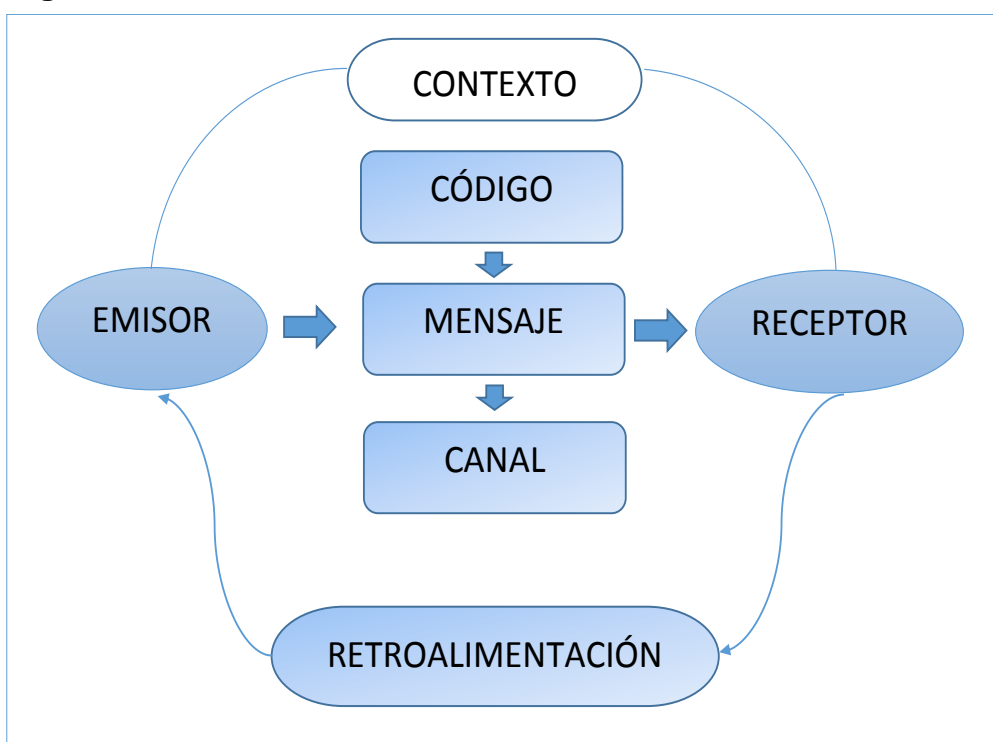 CONTEXTO
CÓDIGO
EMISOR
MENSAJE
RECEPTOR
CANAL
RETROALIMENTACIÓN